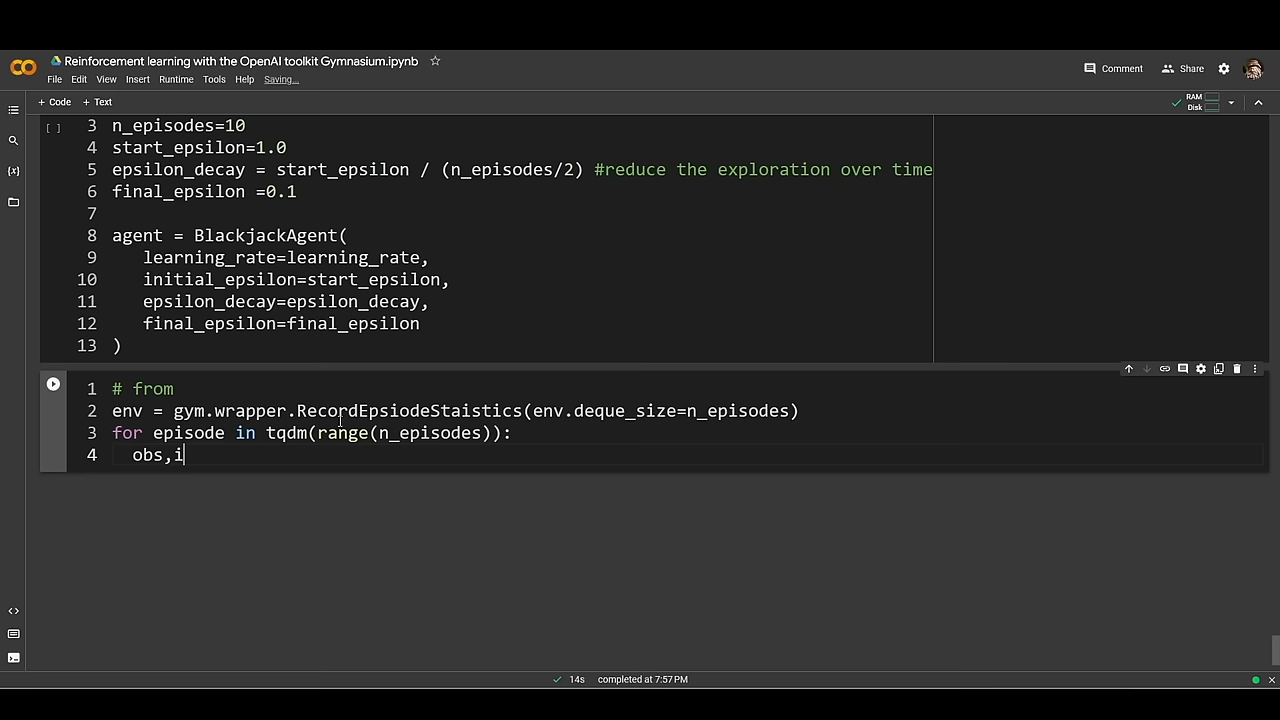 Reinforcement learning with the OpenAI toolkit Gymnasium.ipynb
File Edit View Insert Runtime Tools Help Saving...
Comment Share
+ Code + Text
RAM
Disk
[ ] 3 n_episodes=10
4 start_epsilon=1.0
5 epsilon_decay = start_epsilon / (n_episodes/2) #reduce the exploration over time
6 final_epsilon =0.1
7
8 agent = BlackjackAgent(
9 learning_rate=learning_rate,
10 initial_epsilon=start_epsilon,
11 epsilon_decay=epsilon_decay,
12 final_epsilon=final_epsilon
13 )
1 # from
2 env = gym.wrapper.RecordEpsiodeStaistics(env.deque_size=n_episodes)
3 for episode in tqdm(range(n_episodes)):
4 obs,i
14s completed at 7:57 PM